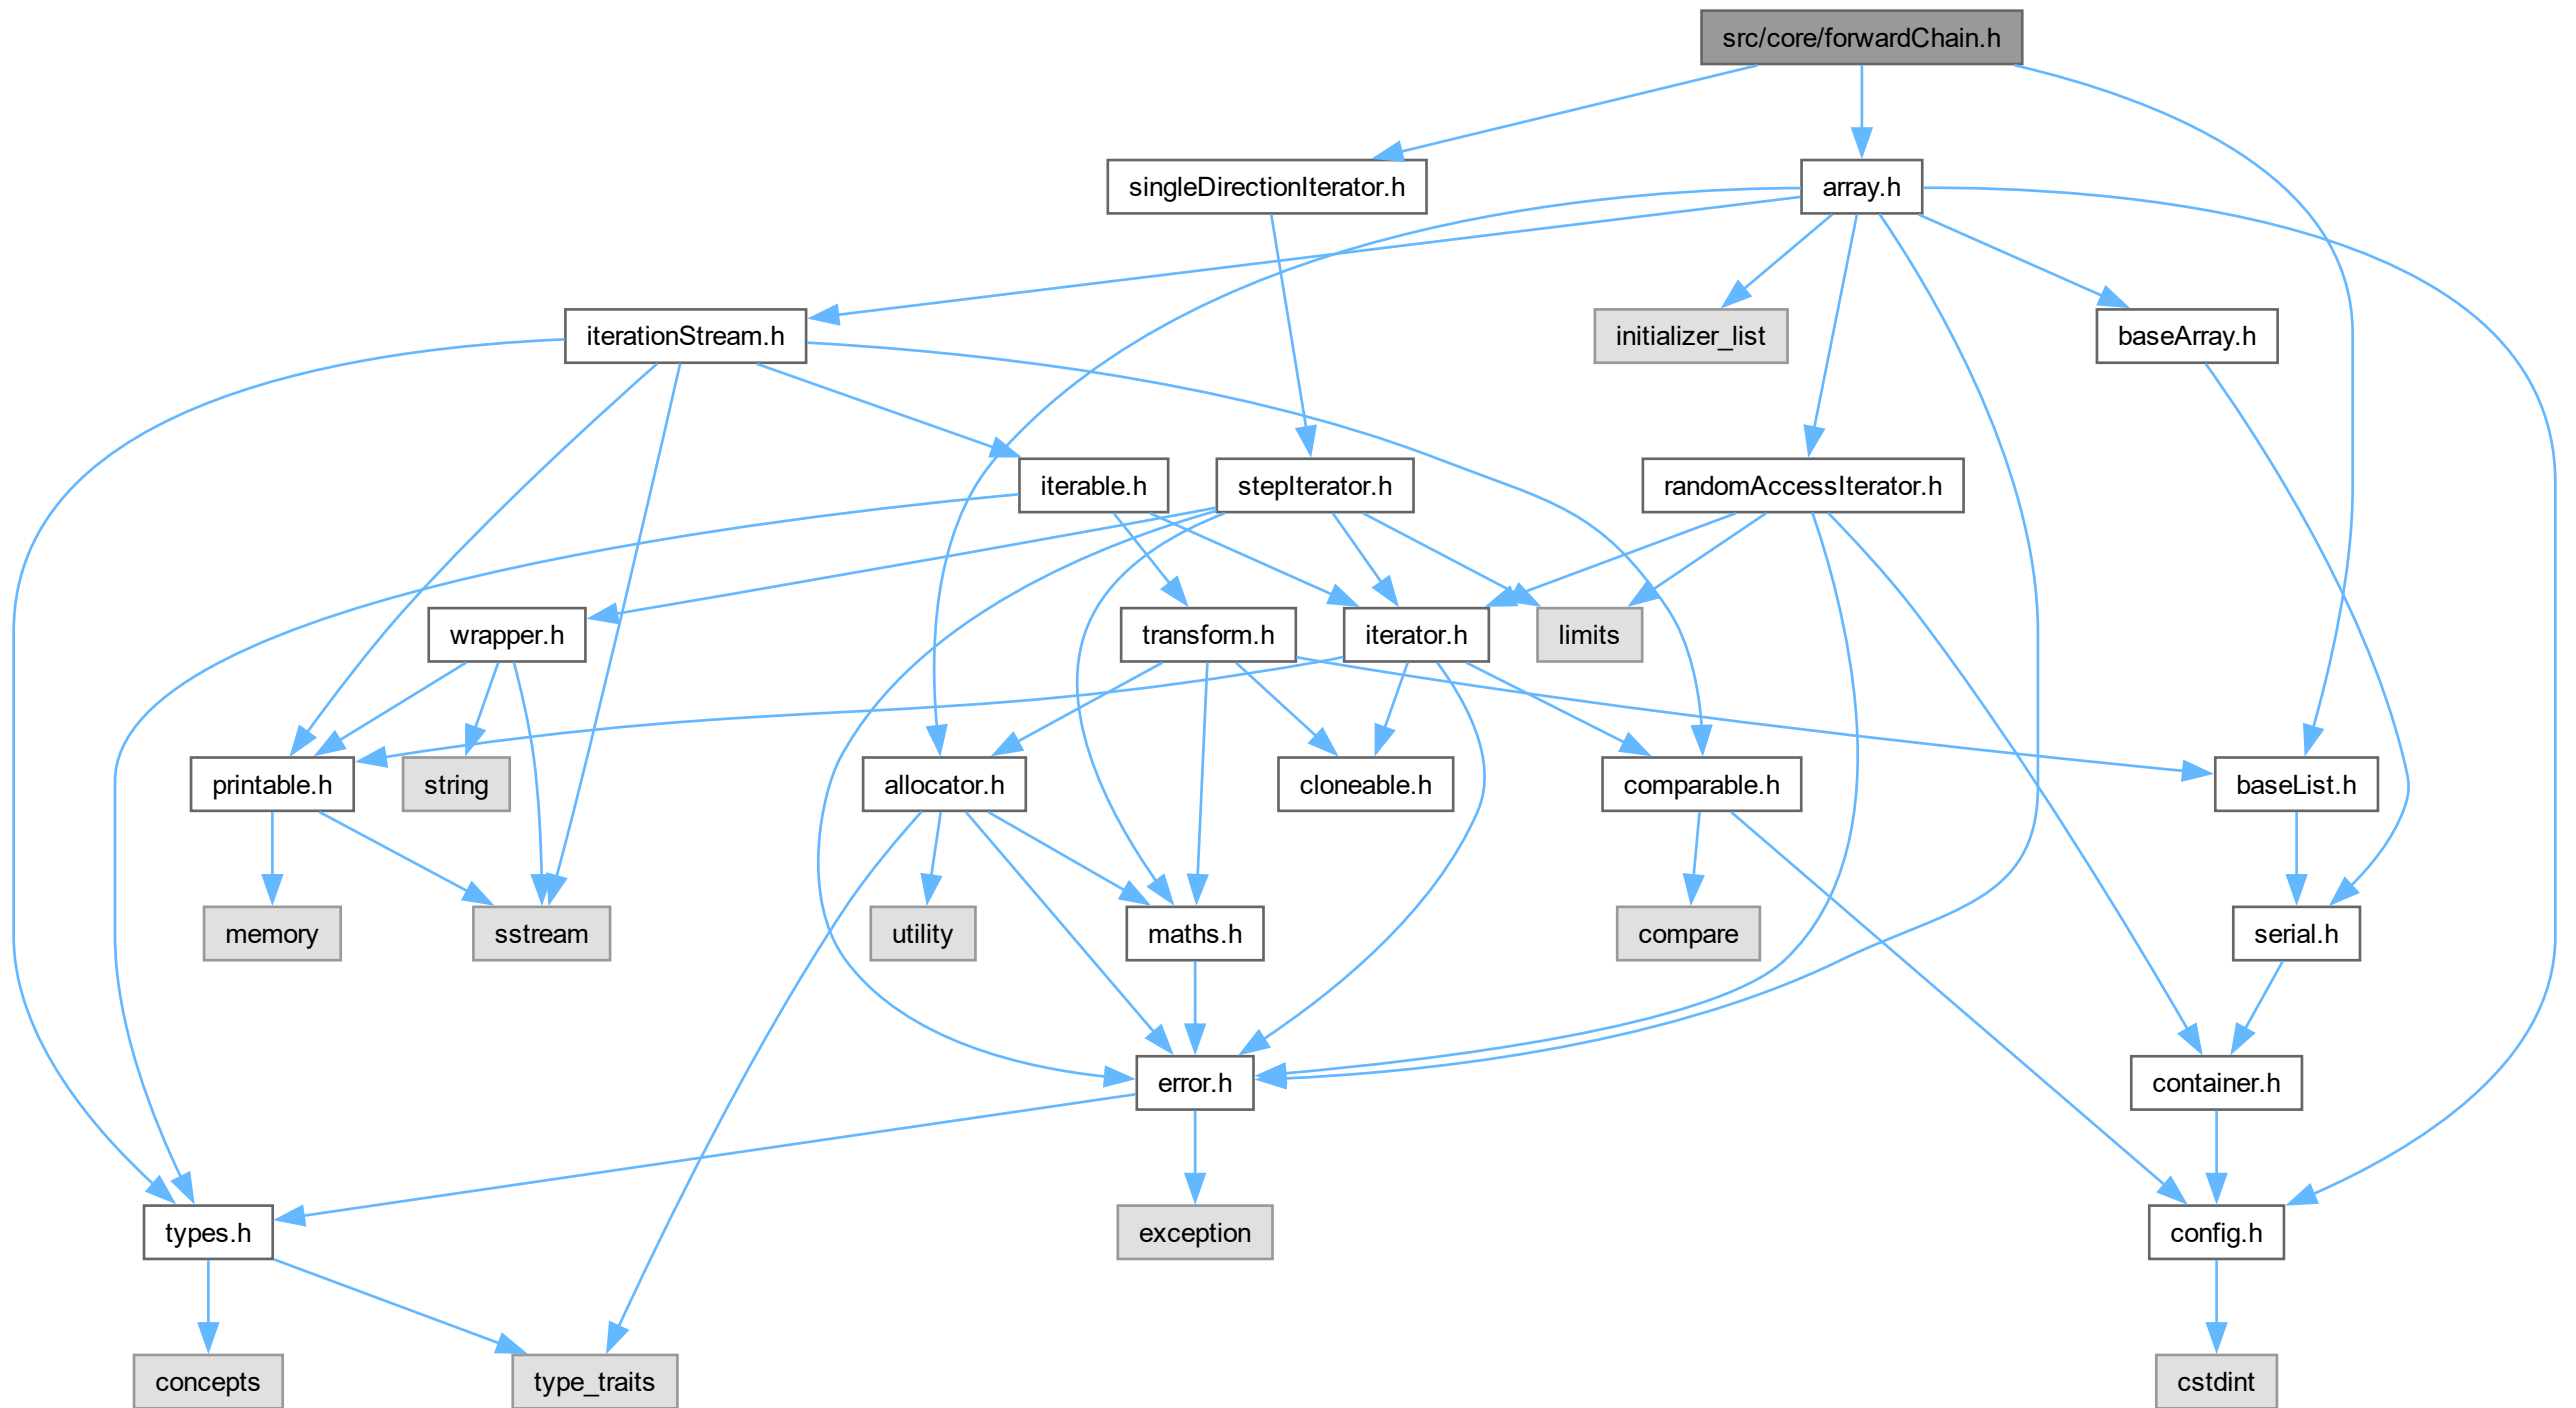 src/core/forwardChain.h
singleDirectionIterator.h
array.h
iterationStream.h
initializer_list
baseArray.h
iterable.h
stepIterator.h
randomAccessIterator.h
wrapper.h
transform.h
iterator.h
limits
printable.h
string
allocator.h
cloneable.h
comparable.h
baseList.h
memory
sstream
utility
maths.h
compare
serial.h
error.h
container.h
types.h
exception
config.h
concepts
type_traits
cstdint